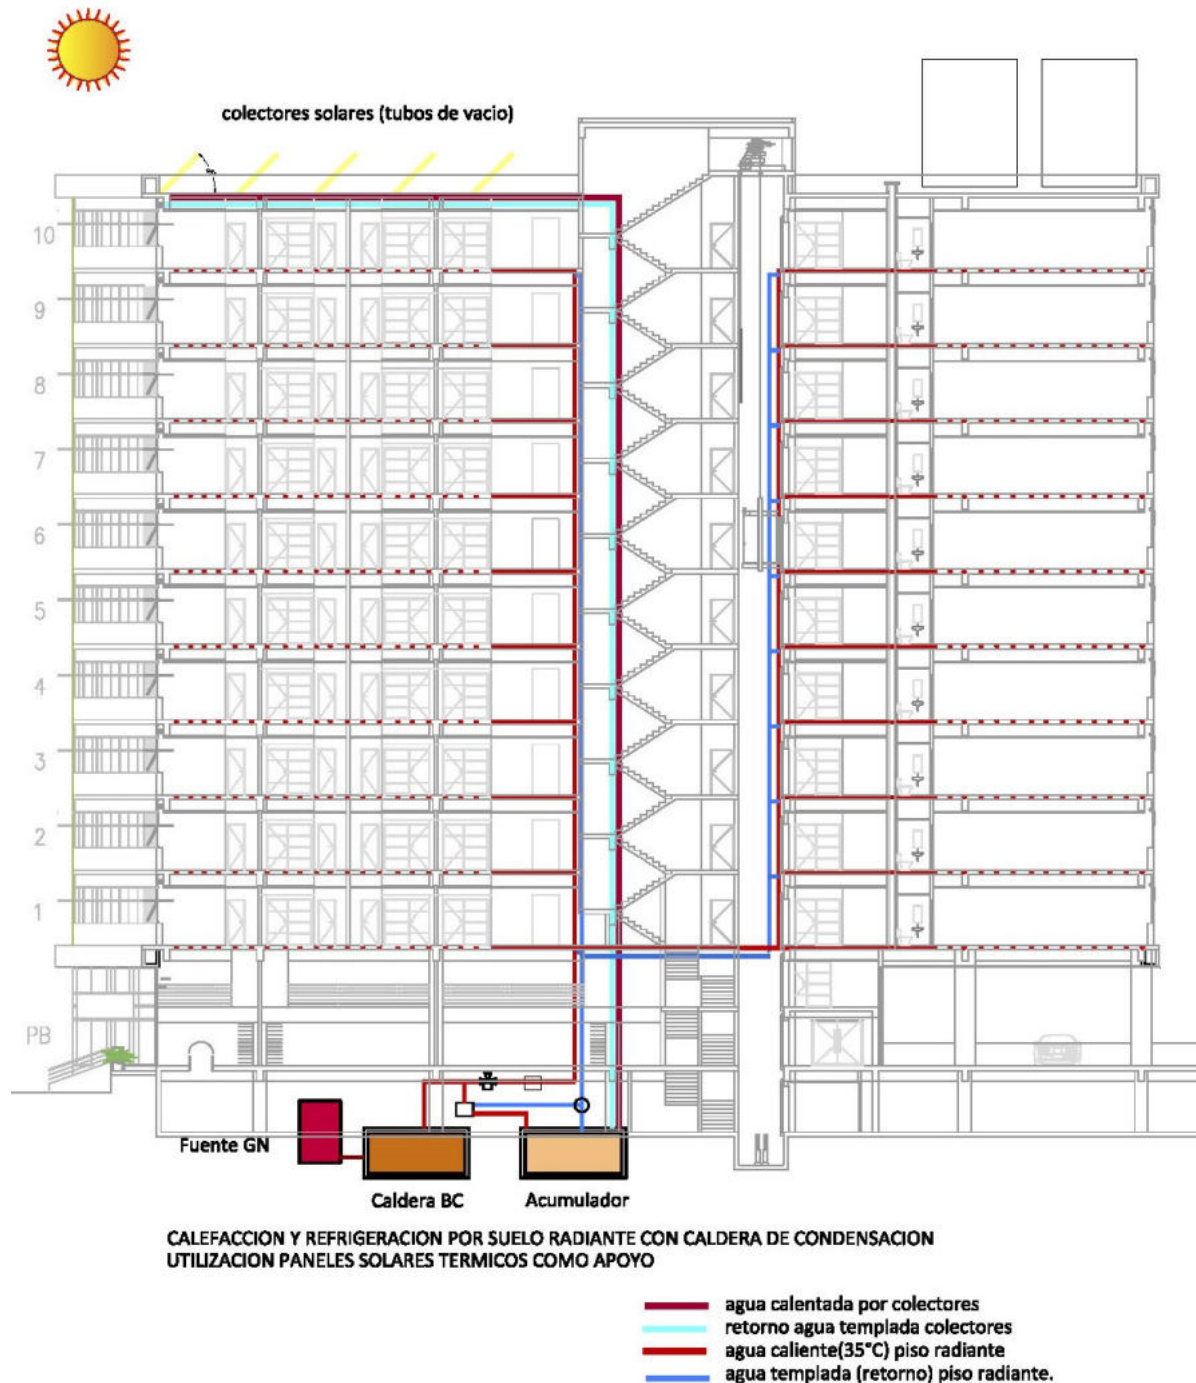 colectores solares (tubos de vacio)
10
9
8
7
6
5
4
3
2
1
PB
Fuente GN
Caldera BC
Acumulador
CALEFACCION Y REFRIGERACION POR SUELO RADIANTE CON CALDERA DE CONDENSACION
UTILIZACION PANELES SOLARES TERMICOS COMO APOYO
agua calentada por colectores
retorno agua templada colectores
agua caliente(35°C) piso radiante
agua templada (retorno) piso radiante.